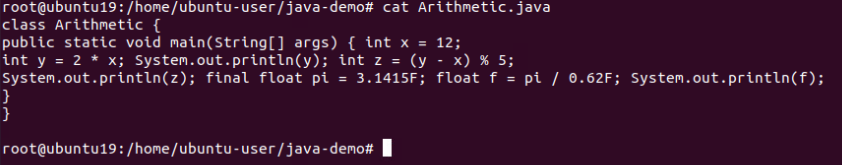 root@ubuntu19:/home/ubuntu-user/java-demo# cat Arithmetic.java
class Arithmetic {
public static void main(String[] args) { int x = 12;
int y = 2 * x; System.out.println(y); int z = (y - x) % 5;
System.out.println(z); final float pi = 3.1415F; float f = pi / 0.62F; System.out.println(f);
}
}
root@ubuntu19:/home/ubuntu-user/java-demo#